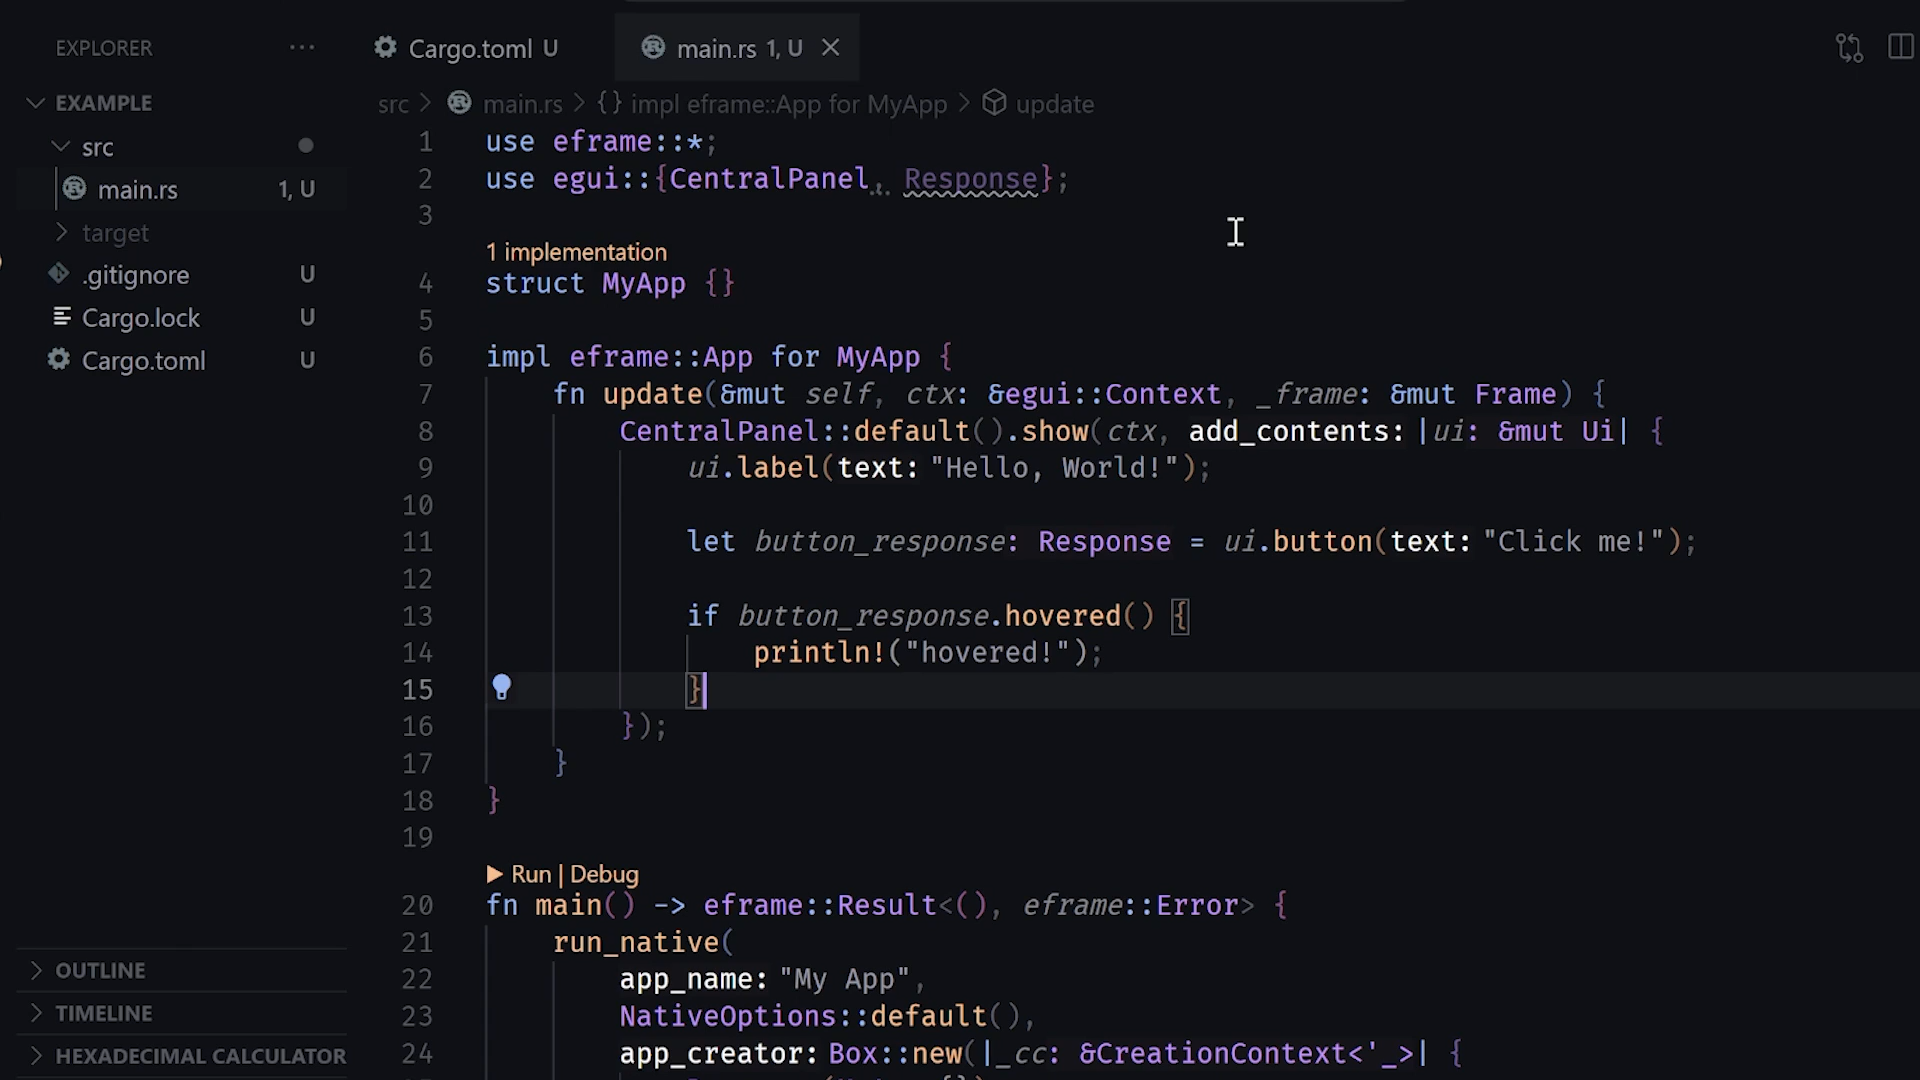 EXPLORER ...
EXAMPLE
src
main.rs 1, U
target
.gitignore U
Cargo.lock U
Cargo.toml U
OUTLINE
TIMELINE
HEXADECIMAL CALCULATOR
Cargo.toml U main.rs 1, U
src > main.rs > {} impl eframe::App for MyApp > update
1 use eframe::*;
2 use egui::{CentralPanel, Response};
3
1 implementation
4 struct MyApp {}
5
6 impl eframe::App for MyApp {
7 fn update(&mut self, ctx: &egui::Context, _frame: &mut Frame) {
8 CentralPanel::default().show(ctx, add_contents: |ui: &mut Ui| {
9 ui.label(text: "Hello, World!");
10
11 let button_response: Response = ui.button(text: "Click me!");
12
13 if button_response.hovered() {
14 println!("hovered!");
15 }
16 });
17 }
18 }
19
Run | Debug
20 fn main() -> eframe::Result<(), eframe::Error> {
21 run_native(
22 app_name: "My App",
23 NativeOptions::default(),
24 app_creator: Box::new(|_cc: &CreationContext<'_>| {